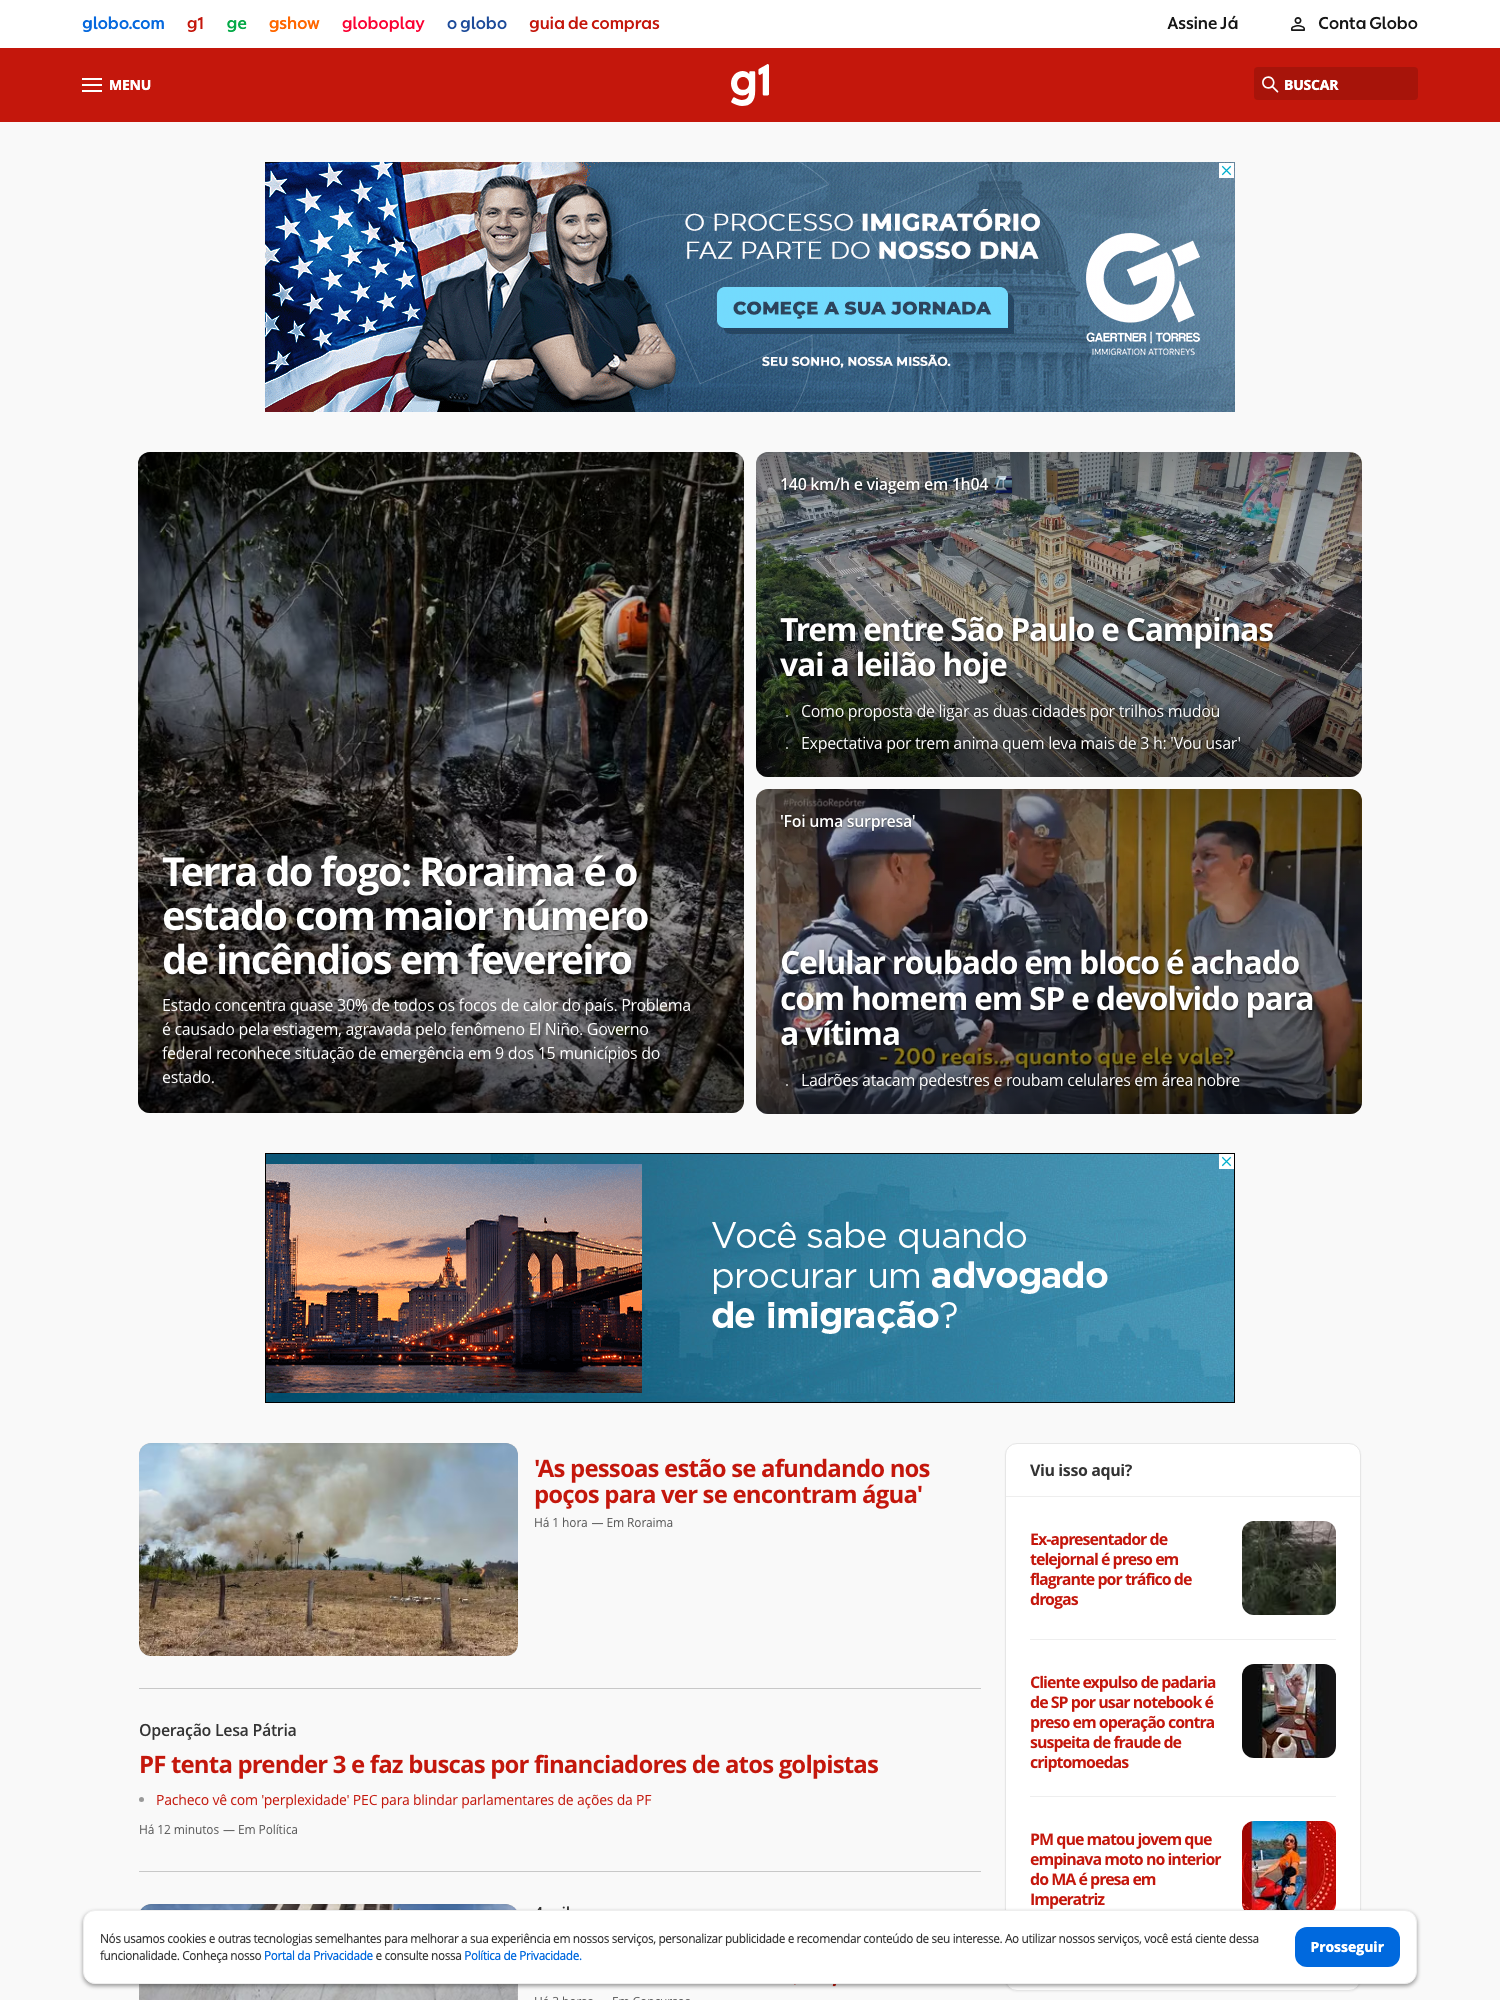 globo.com g1 ge gshow globoplay o globo guia de compras Assine Já Conta Globo
MENU g1 BUSCAR
O PROCESSO IMIGRATÓRIO
FAZ PARTE DO NOSSO DNA
COMEÇE A SUA JORNADA
SEU SONHO, NOSSA MISSÃO.
GAERTNER | TORRES
IMMIGRATION ATTORNEYS
Terra do fogo: Roraima é o
estado com maior número
de incêndios em fevereiro
Estado concentra quase 30% de todos os focos de calor do país. Problema
é causado pela estiagem, agravada pelo fenômeno El Niño. Governo
federal reconhece situação de emergência em 9 dos 15 municípios do
estado.
140 km/h e viagem em 1h04
Trem entre São Paulo e Campinas
vai a leilão hoje
Como proposta de ligar as duas cidades por trilhos mudou
Expectativa por trem anima quem leva mais de 3 h: 'Vou usar'
#ProfissãoRepórter
'Foi uma surpresa'
Celular roubado em bloco é achado
com homem em SP e devolvido para
a vítima
- 200 reais... quanto que ele vale?
Ladrões atacam pedestres e roubam celulares em área nobre
Você sabe quando
procurar um advogado
de imigração?
'As pessoas estão se afundando nos
poços para ver se encontram água'
Há 1 hora — Em Roraima
Operação Lesa Pátria
PF tenta prender 3 e faz buscas por financiadores de atos golpistas
Pacheco vê com 'perplexidade' PEC para blindar parlamentares de ações da PF
Há 12 minutos — Em Política
Viu isso aqui?
Ex-apresentador de
telejornal é preso em
flagrante por tráfico de
drogas
Cliente expulso de padaria
de SP por usar notebook é
preso em operação contra
suspeita de fraude de
criptomoedas
PM que matou jovem que
empinava moto no interior
do MA é presa em
Imperatriz
Nós usamos cookies e outras tecnologias semelhantes para melhorar a sua experiência em nossos serviços, personalizar publicidade e recomendar conteúdo de seu interesse. Ao utilizar nossos serviços, você está ciente dessa
funcionalidade. Conheça nosso Portal da Privacidade e consulte nossa Política de Privacidade.
Prosseguir